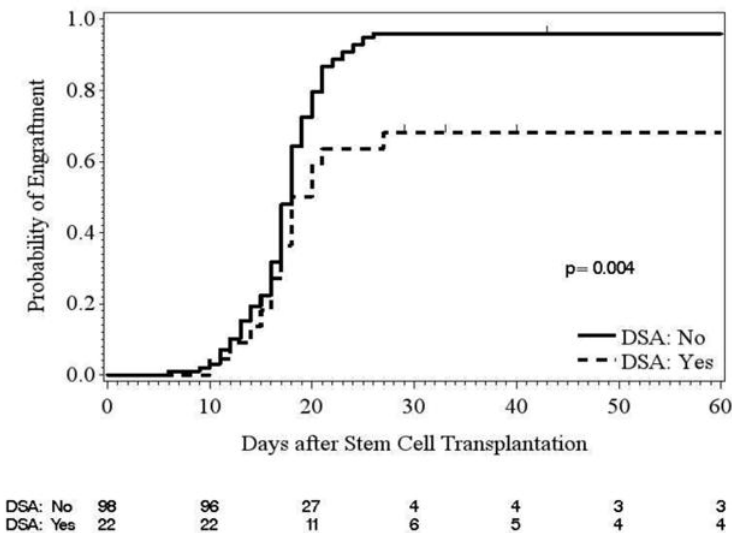 1.0
0.8
0.6
0.4
0.2
0.0
Probability of Engraftment
p= 0.004
DSA: No
DSA: Yes
0 10 20 30 40 50 60
Days after Stem Cell Transplantation
DSA: No 98 96 27 4 4 3 3
DSA: Yes 22 22 11 6 5 4 4